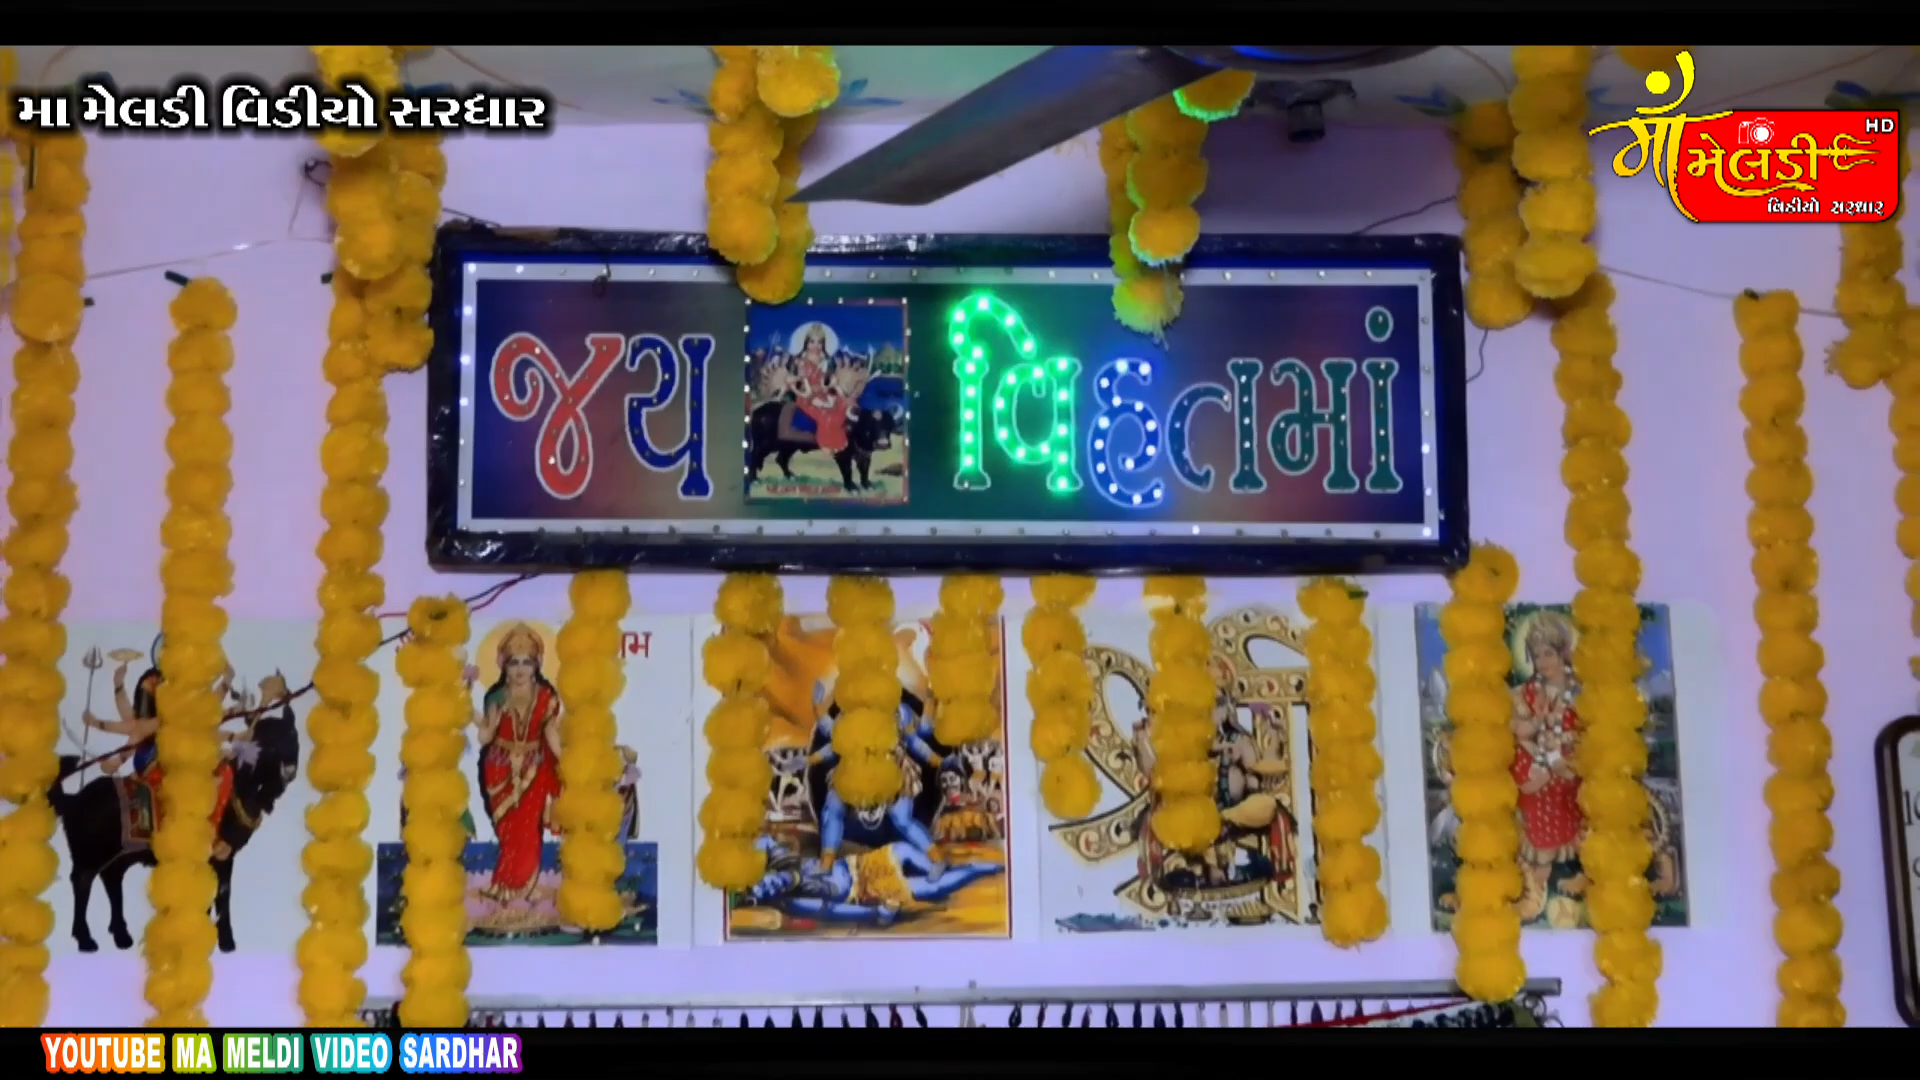 મા મેલડી વિડીયો સરધાર
HD
માઁ
મેલડી
વિડીયો સરધાર
જય વિહતમાં
YOUTUBE MA MELDI VIDEO SARDHAR